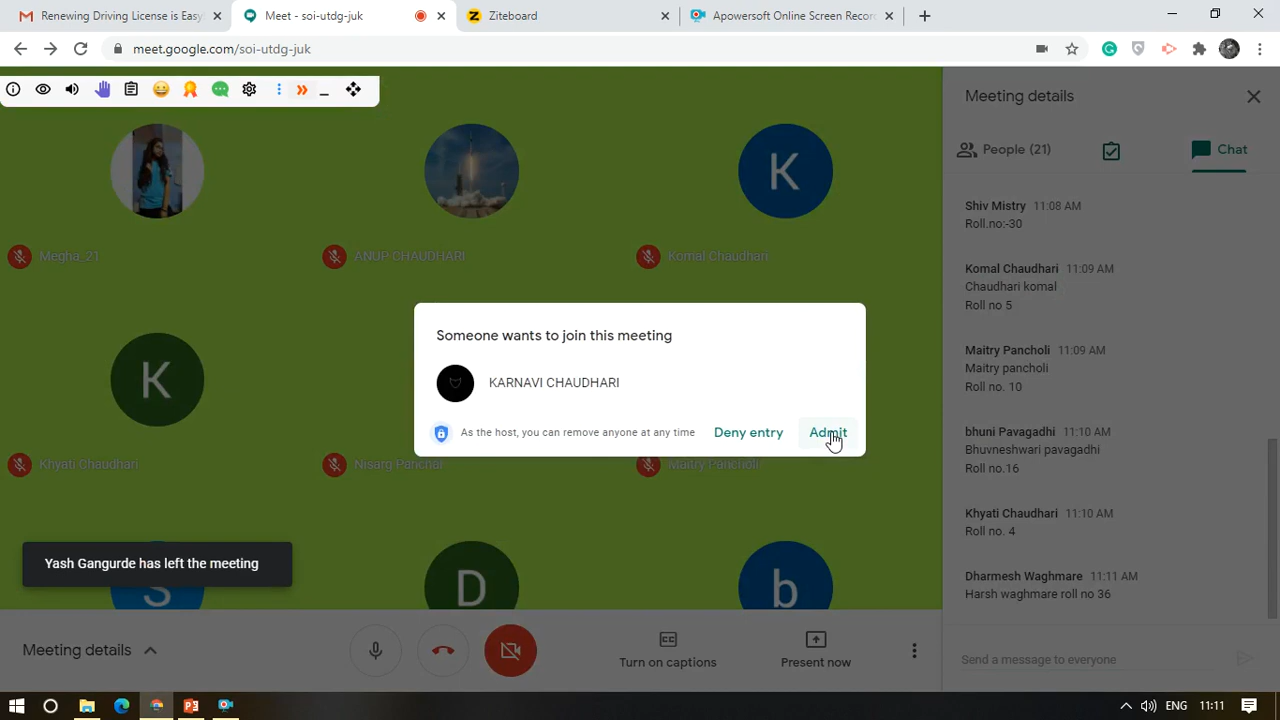 Renewing Driving License is Easy
Meet - soi-utdg-juk
Ziteboard
Apowersoft Online Screen Recor
meet.google.com/soi-utdg-juk
Meeting details
People (21)
Chat
K
Megha_21
ANUP CHAUDHARI
Komal Chaudhari
K
Khyati Chaudhari
Nisarg Panchal
Maitry Pancholi
Someone wants to join this meeting
KARNAVI CHAUDHARI
As the host, you can remove anyone at any time
Deny entry
Admit
Shiv Mistry 11:08 AM
Roll.no:-30
Komal Chaudhari 11:09 AM
Chaudhari komal
Roll no 5
Maitry Pancholi 11:09 AM
Maitry pancholi
Roll no. 10
bhuni Pavagadhi 11:10 AM
Bhuvneshwari pavagadhi
Roll no.16
Khyati Chaudhari 11:10 AM
Roll no. 4
Dharmesh Waghmare 11:11 AM
Harsh waghmare roll no 36
Yash Gangurde has left the meeting
S
D
b
Meeting details
CC
Turn on captions
Present now
Send a message to everyone
ENG
11:11